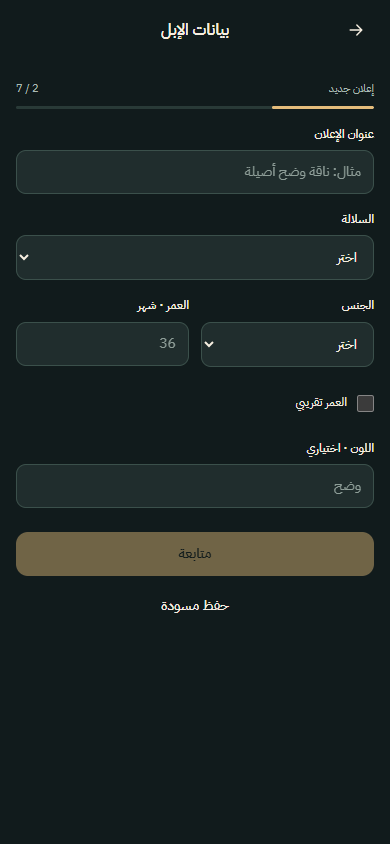 بيانات الإبل
إعلان جديد
2 / 7
عنوان الإعلان
مثال: ناقة وضح أصيلة
السلالة
اختر
الجنس
العمر · شهر
اختر
36
العمر تقريبي
اللون · اختياري
وضح
متابعة
حفظ مسودة